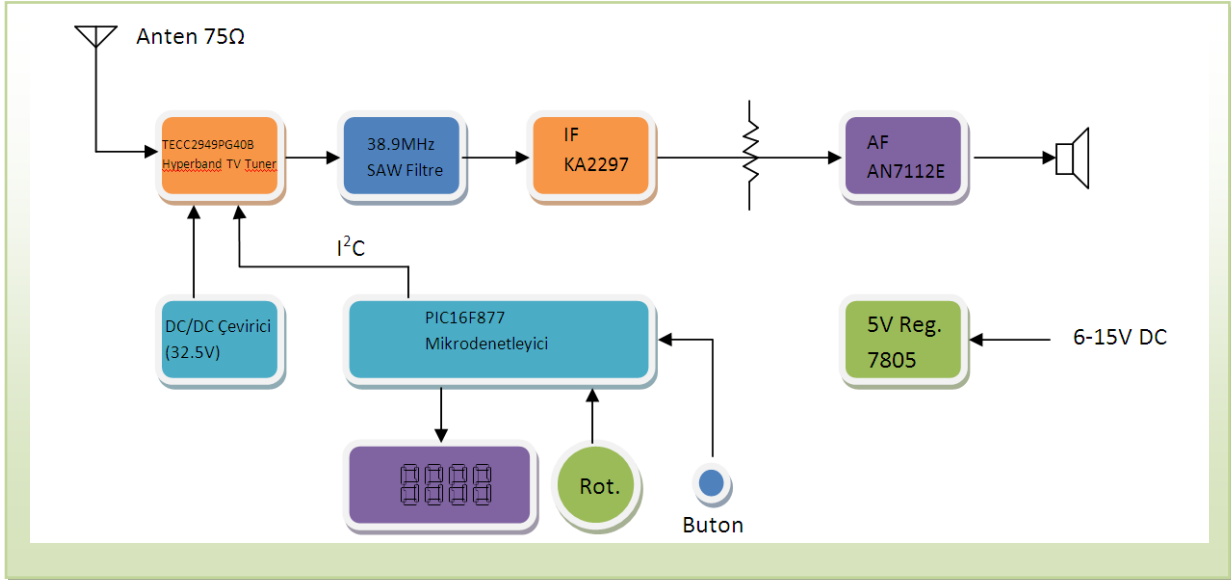 Anten 75Ω
TECC2949PG40B
Hyperband TV Tuner
38.9MHz
SAW Filtre
IF
KA2297
AF
AN7112E
I²C
DC/DC Çevirici
(32.5V)
PIC16F877
Mikrodenetleyici
5V Reg.
7805
6-15V DC
8888
Rot.
Buton